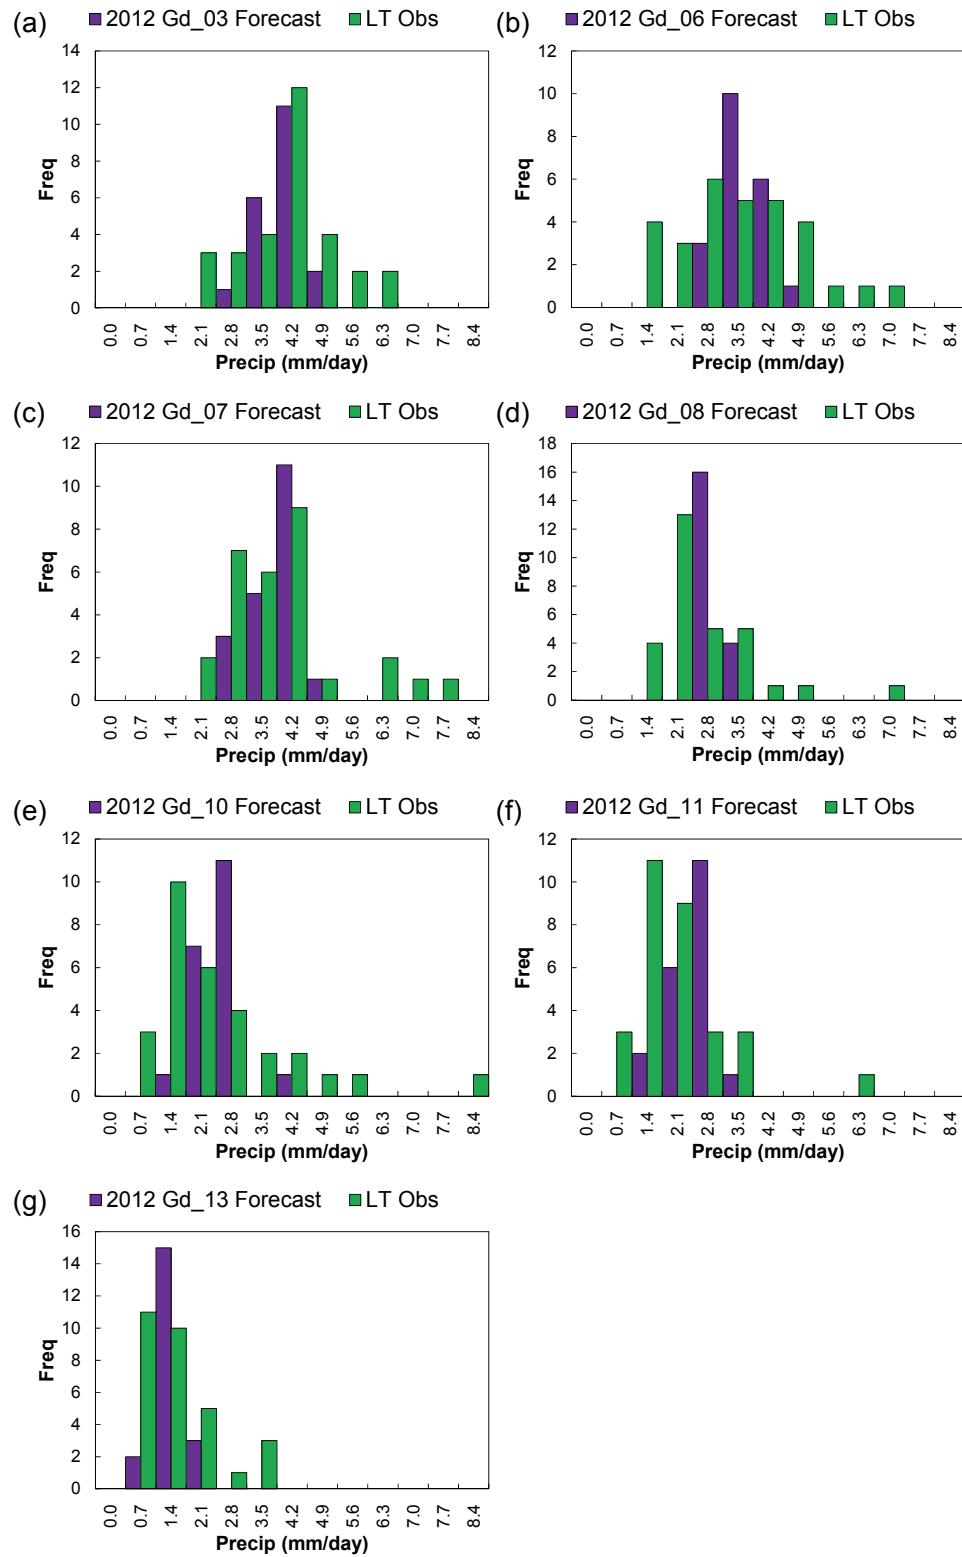 (a) 2012 Gd_03 Forecast LT Obs
14
12
10
8
6
4
2
0
Freq
0.0 0.7 1.4 2.1 2.8 3.5 4.2 4.9 5.6 6.3 7.0 7.7 8.4
Precip (mm/day)
(b) 2012 Gd_06 Forecast LT Obs
12
10
8
6
4
2
0
Freq
0.0 0.7 1.4 2.1 2.8 3.5 4.2 4.9 5.6 6.3 7.0 7.7 8.4
Precip (mm/day)
(c) 2012 Gd_07 Forecast LT Obs
12
10
8
6
4
2
0
Freq
0.0 0.7 1.4 2.1 2.8 3.5 4.2 4.9 5.6 6.3 7.0 7.7 8.4
Precip (mm/day)
(d) 2012 Gd_08 Forecast LT Obs
18
16
14
12
10
8
6
4
2
0
Freq
0.0 0.7 1.4 2.1 2.8 3.5 4.2 4.9 5.6 6.3 7.0 7.7 8.4
Precip (mm/day)
(e) 2012 Gd_10 Forecast LT Obs
12
10
8
6
4
2
0
Freq
0.0 0.7 1.4 2.1 2.8 3.5 4.2 4.9 5.6 6.3 7.0 7.7 8.4
Precip (mm/day)
(f) 2012 Gd_11 Forecast LT Obs
12
10
8
6
4
2
0
Freq
0.0 0.7 1.4 2.1 2.8 3.5 4.2 4.9 5.6 6.3 7.0 7.7 8.4
Precip (mm/day)
(g) 2012 Gd_13 Forecast LT Obs
16
14
12
10
8
6
4
2
0
Freq
0.0 0.7 1.4 2.1 2.8 3.5 4.2 4.9 5.6 6.3 7.0 7.7 8.4
Precip (mm/day)